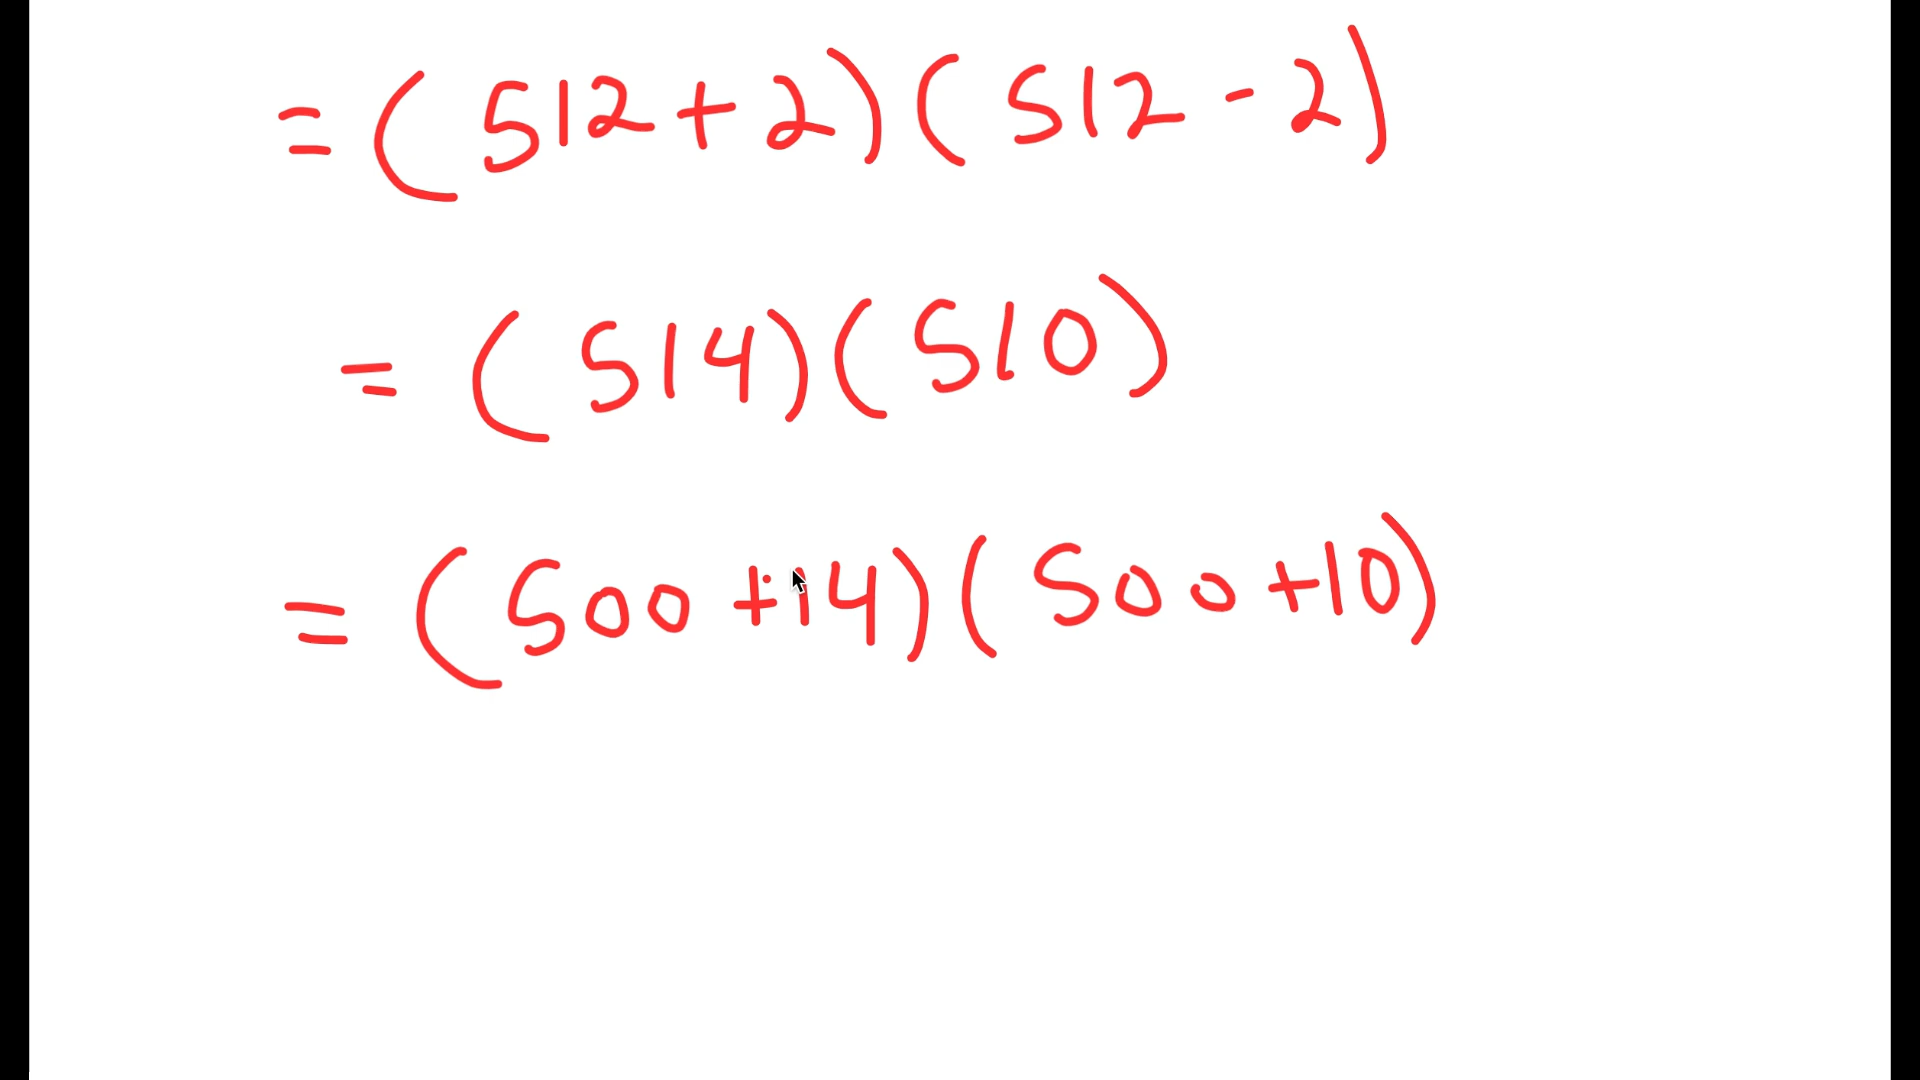 = (512+2)(512-2)
= (514)(510)
= (500+14)(500+10)